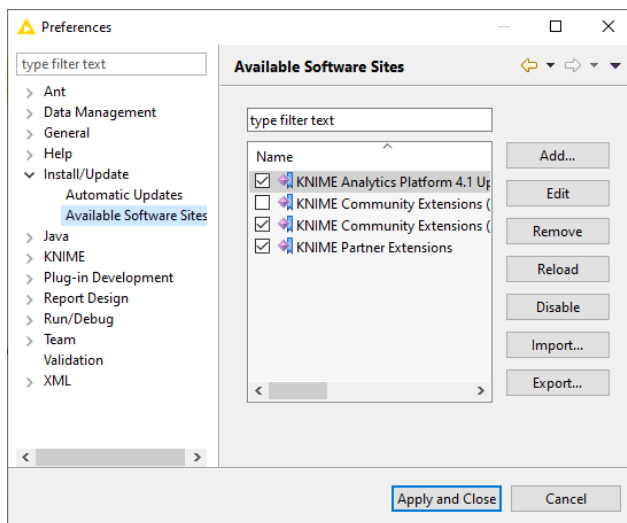 Preferences
type filter text
Ant
Data Management
General
Help
Install/Update
Automatic Updates
Available Software Sites
Java
KNIME
Plug-in Development
Report Design
Run/Debug
Team
Validation
XML
Available Software Sites
type filter text
Name
KNIME Analytics Platform 4.1 Up
KNIME Community Extensions (
KNIME Community Extensions (
KNIME Partner Extensions
Add...
Edit
Remove
Reload
Disable
Import...
Export...
Apply and Close
Cancel